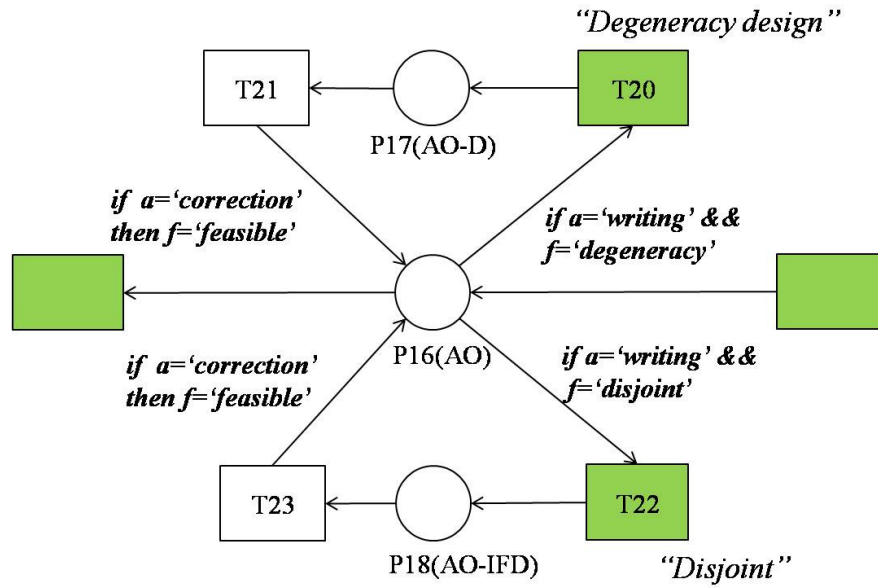 “Degeneracy design”
T21
T20
P17(AO-D)
if a=‘correction’
then f=‘feasible’
if a=‘writing’ &&
f=‘degeneracy’
P16(AO)
if a=‘correction’
then f=‘feasible’
if a=‘writing’ &&
f=‘disjoint’
T23
T22
P18(AO-IFD)
“Disjoint”